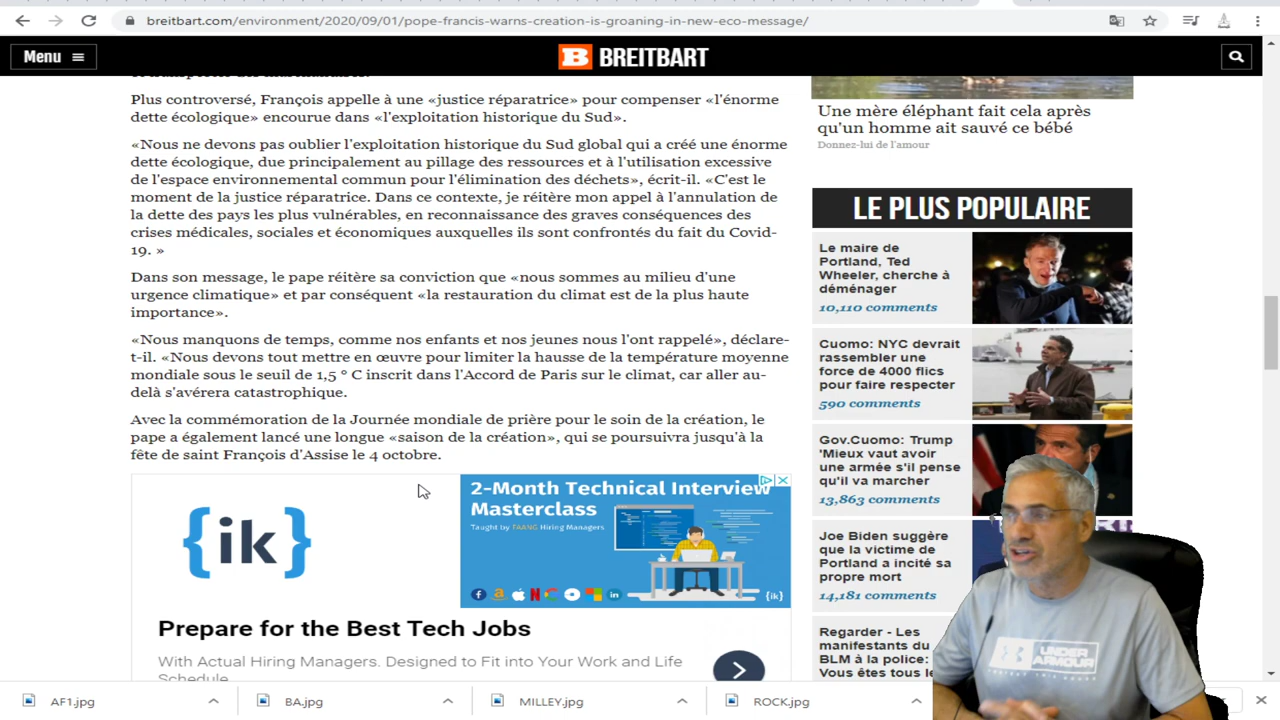 breitbart.com/environment/2020/09/01/pope-francis-warns-creation-is-groaning-in-new-eco-message/
Menu
B BREITBART
Plus controversé, François appelle à une «justice réparatrice» pour compenser «l'énorme
dette écologique» encourue dans «l'exploitation historique du Sud».
«Nous ne devons pas oublier l'exploitation historique du Sud global qui a créé une énorme
dette écologique, due principalement au pillage des ressources et à l'utilisation excessive
de l'espace environnemental commun pour l'élimination des déchets», écrit-il. «C'est le
moment de la justice réparatrice. Dans ce contexte, je réitère mon appel à l'annulation de
la dette des pays les plus vulnérables, en reconnaissance des graves conséquences des
crises médicales, sociales et économiques auxquelles ils sont confrontés du fait du Covid-
19. »
Dans son message, le pape réitère sa conviction que «nous sommes au milieu d'une
urgence climatique» et par conséquent «la restauration du climat est de la plus haute
importance».
«Nous manquons de temps, comme nos enfants et nos jeunes nous l'ont rappelé», déclare-
t-il. «Nous devons tout mettre en œuvre pour limiter la hausse de la température moyenne
mondiale sous le seuil de 1,5 ° C inscrit dans l'Accord de Paris sur le climat, car aller au-
delà s'avérera catastrophique.
Avec la commémoration de la Journée mondiale de prière pour le soin de la création, le
pape a également lancé une longue «saison de la création», qui se poursuivra jusqu'à la
fête de saint François d'Assise le 4 octobre.
{ik}
2-Month Technical Interview
Masterclass
Taught by FAANG Hiring Managers
{ik}
Prepare for the Best Tech Jobs
With Actual Hiring Managers. Designed to Fit into Your Work and Life
Schedule
Une mère éléphant fait cela après
qu'un homme ait sauvé ce bébé
Donnez-lui de l'amour
LE PLUS POPULAIRE
Le maire de
Portland, Ted
Wheeler, cherche à
déménager
10,110 comments
Cuomo: NYC devrait
rassembler une
force de 4000 flics
pour faire respecter
590 comments
Gov.Cuomo: Trump
'Mieux vaut avoir
une armée s'il pense
qu'il va marcher
13,863 comments
Joe Biden suggère
que la victime de
Portland a incité sa
propre mort
14,181 comments
Regarder - Les
manifestants du
BLM à la police:
Vous êtes tous
UNDER ARMOUR
AF1.jpg
BA.jpg
MILLEY.jpg
ROCK.jpg